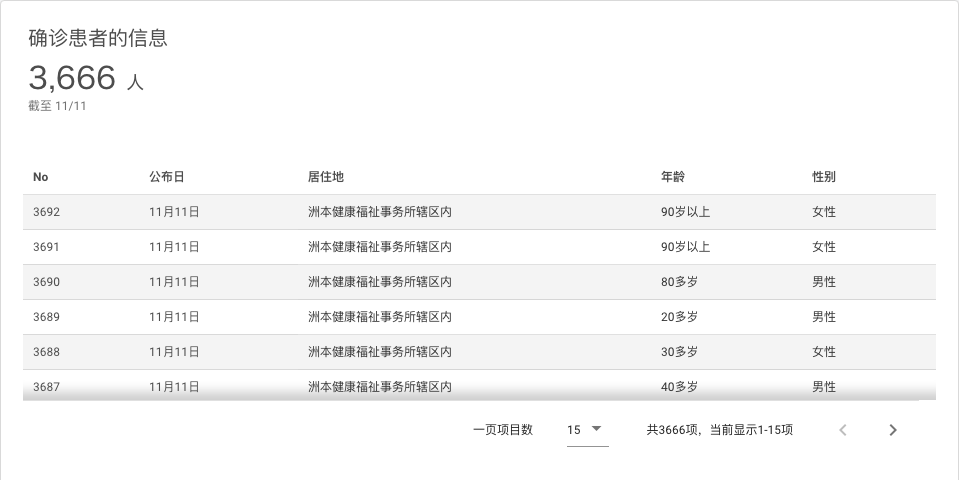 确诊患者的信息
3,666 人
截至 11/11
No 公布日 居住地 年龄 性别
3692 11月11日 洲本健康福祉事务所辖区内 90岁以上 女性
3691 11月11日 洲本健康福祉事务所辖区内 90岁以上 女性
3690 11月11日 洲本健康福祉事务所辖区内 80多岁 男性
3689 11月11日 洲本健康福祉事务所辖区内 20多岁 男性
3688 11月11日 洲本健康福祉事务所辖区内 30多岁 女性
3687 11月11日 洲本健康福祉事务所辖区内 40多岁 男性
一页项目数 15 共3666项，当前显示1-15项